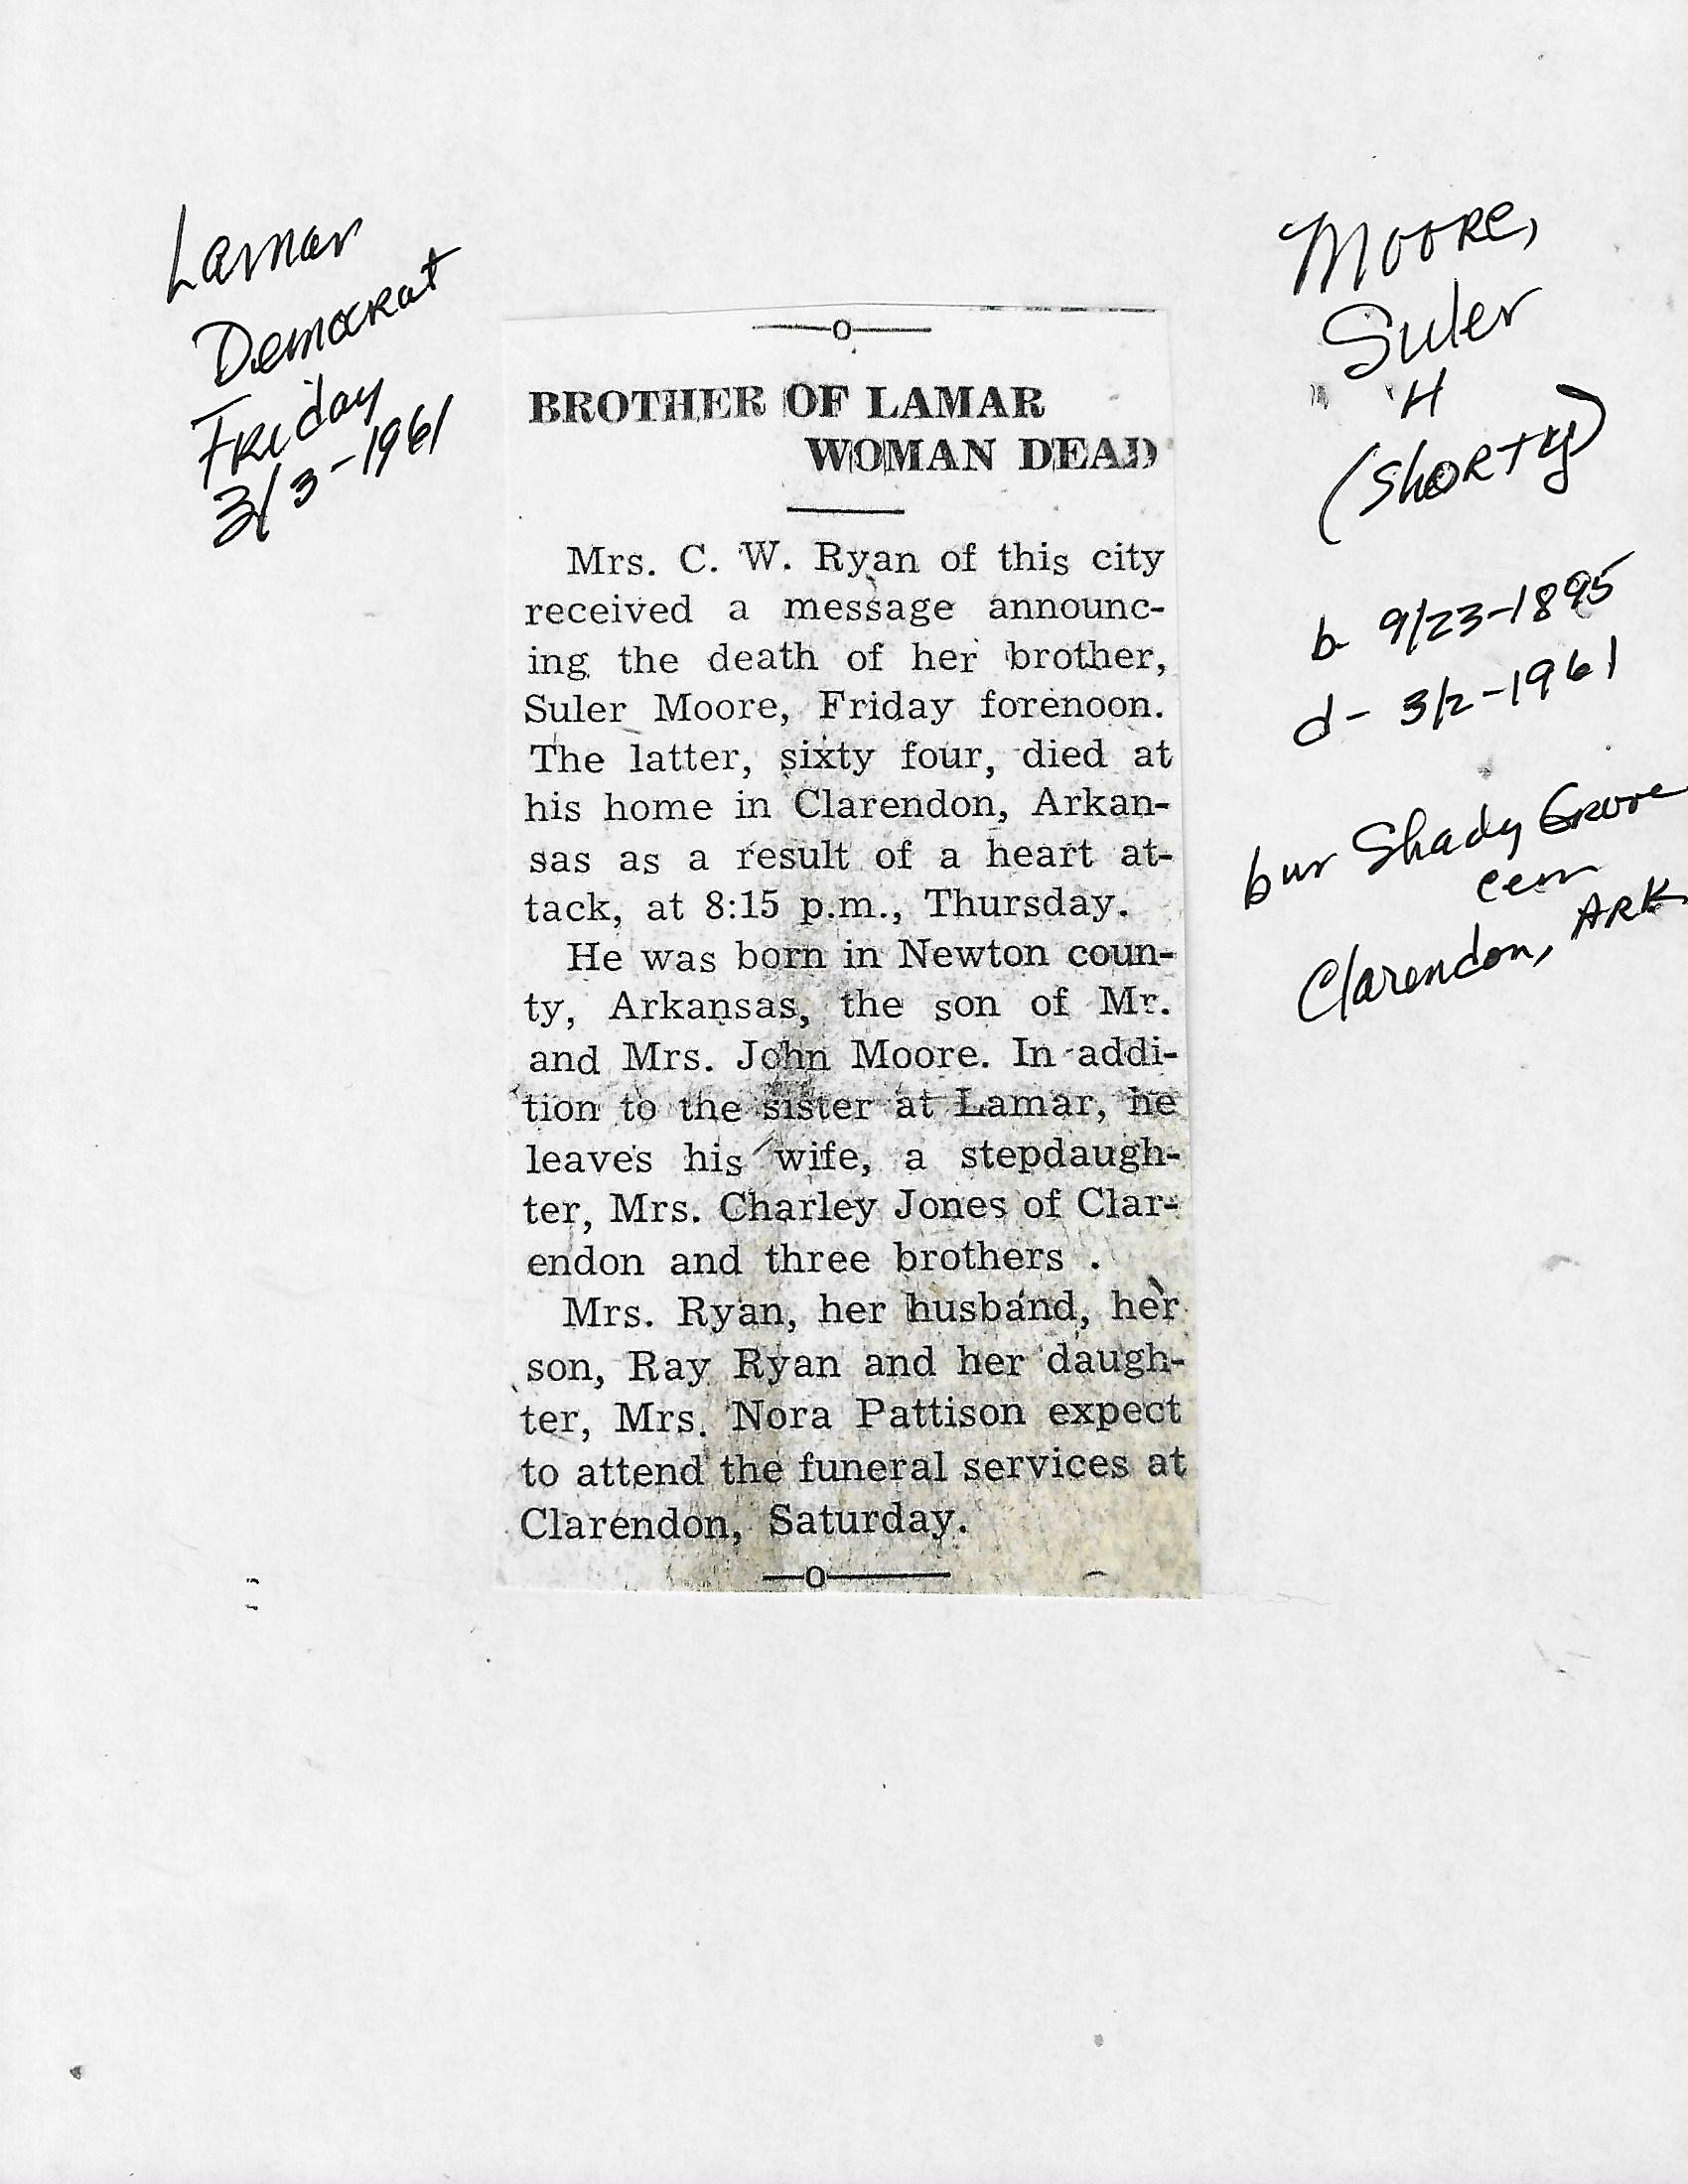 Lamar
Democrat
Friday
3/3-1961
Moore,
Suler
H
(Shorty)
b- 9/23-1895
d- 3/2-1961
bur Shady Grove
cem
Clarendon, ARK
—o—
BROTHER OF LAMAR
WOMAN DEAD
Mrs. C. W. Ryan of this city
received a message announc-
ing the death of her brother,
Suler Moore, Friday forenoon.
The latter, sixty four, died at
his home in Clarendon, Arkan-
sas as a result of a heart at-
tack, at 8:15 p.m., Thursday.
He was born in Newton coun-
ty, Arkansas, the son of Mr.
and Mrs. John Moore. In addi-
tion to the sister at Lamar, he
leaves his wife, a stepdaugh-
ter, Mrs. Charley Jones of Clar-
endon and three brothers .
Mrs. Ryan, her husband, her
son, Ray Ryan and her daugh-
ter, Mrs. Nora Pattison expect
to attend the funeral services at
Clarendon, Saturday.
—o—